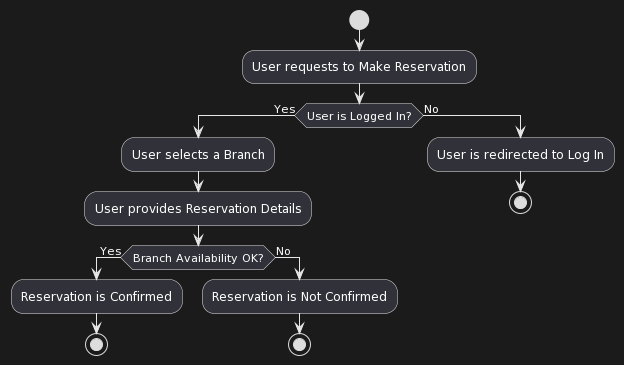 User requests to Make Reservation
Yes
User is Logged In?
No
User selects a Branch
User is redirected to Log In
User provides Reservation Details
Yes
Branch Availability OK?
No
Reservation is Confirmed
Reservation is Not Confirmed